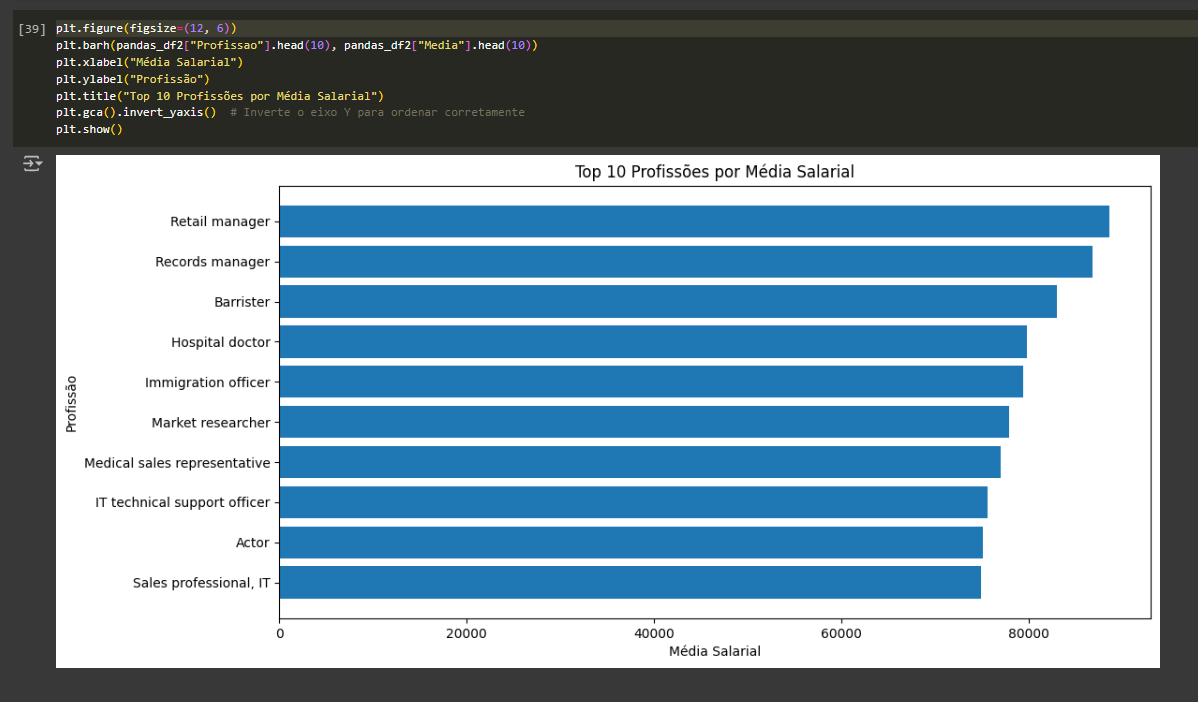 [39] plt.figure(figsize=(12, 6))
plt.barh(pandas_df2["Profissao"].head(10), pandas_df2["Media"].head(10))
plt.xlabel("Média Salarial")
plt.ylabel("Profissão")
plt.title("Top 10 Profissões por Média Salarial")
plt.gca().invert_yaxis()  # Inverte o eixo Y para ordenar corretamente
plt.show()
Top 10 Profissões por Média Salarial
Profissão
Retail manager
Records manager
Barrister
Hospital doctor
Immigration officer
Market researcher
Medical sales representative
IT technical support officer
Actor
Sales professional, IT
0 20000 40000 60000 80000
Média Salarial